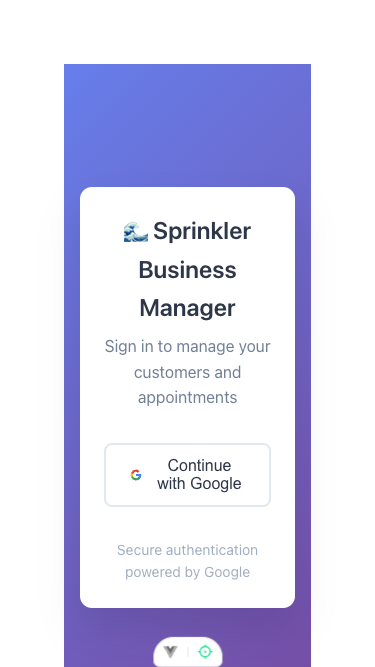 🌊 Sprinkler
Business
Manager
Sign in to manage your
customers and
appointments
Continue
with Google
Secure authentication
powered by Google